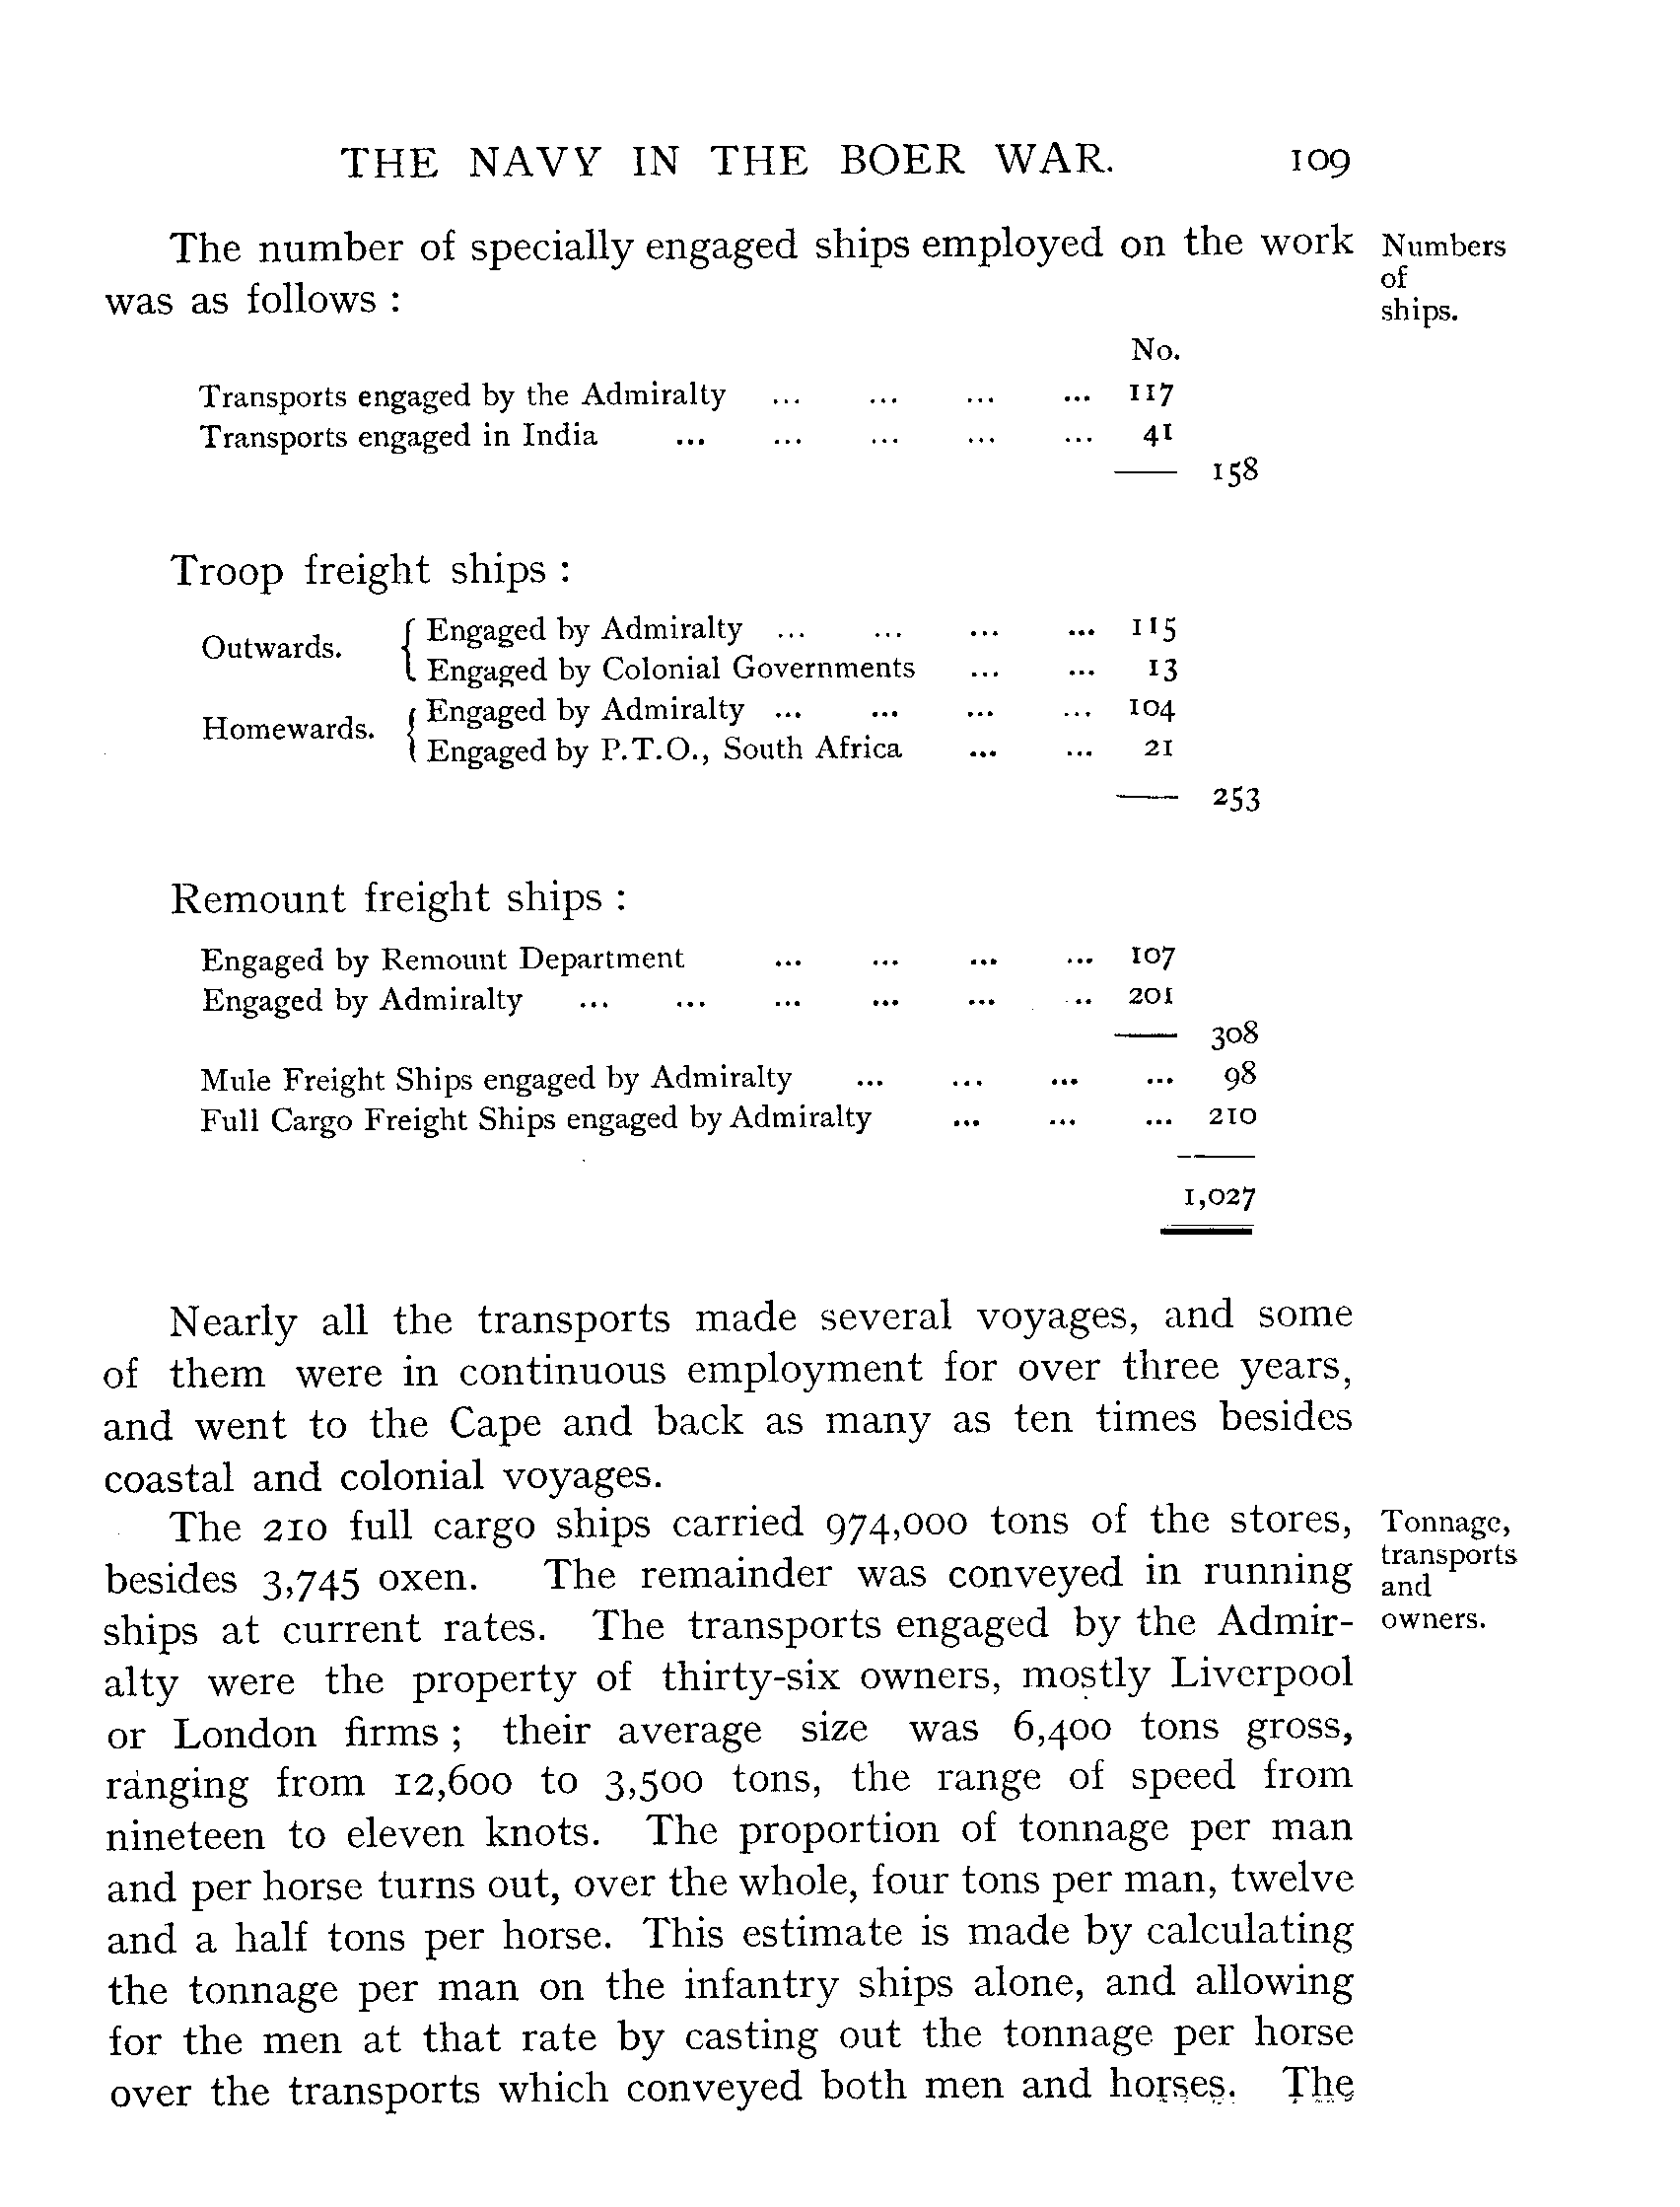 THE NAVY IN THE BOER WAR. 109
The number of specially engaged ships employed on the work
was as follows :
Numbers
of
ships.
No.
Transports engaged by the Admiralty ... ... ... ... 117
Transports engaged in India ... ... ... ... ... 41
158
Troop freight ships :
Outwards. { Engaged by Admiralty ... ... ... ... 115
Engaged by Colonial Governments ... ... 13
Homewards. { Engaged by Admiralty ... ... ... ... 104
Engaged by P.T.O., South Africa ... ... 21
253
Remount freight ships :
Engaged by Remount Department ... ... ... ... 107
Engaged by Admiralty ... ... ... ... ... .. 201
308
Mule Freight Ships engaged by Admiralty ... ... ... ... 98
Full Cargo Freight Ships engaged by Admiralty ... ... ... 210
1,027
Nearly all the transports made several voyages, and some
of them were in continuous employment for over three years,
and went to the Cape and back as many as ten times besides
coastal and colonial voyages.
The 210 full cargo ships carried 974,000 tons of the stores,
besides 3,745 oxen. The remainder was conveyed in running
ships at current rates. The transports engaged by the Admir-
alty were the property of thirty-six owners, mostly Liverpool
or London firms ; their average size was 6,400 tons gross,
ranging from 12,600 to 3,500 tons, the range of speed from
nineteen to eleven knots. The proportion of tonnage per man
and per horse turns out, over the whole, four tons per man, twelve
and a half tons per horse. This estimate is made by calculating
the tonnage per man on the infantry ships alone, and allowing
for the men at that rate by casting out the tonnage per horse
over the transports which conveyed both men and horses. The
Tonnage,
transports
and
owners.